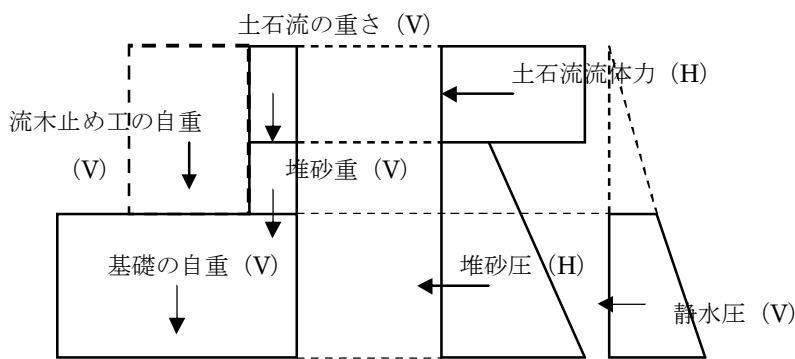 土石流の重さ（V）
土石流流体力（H）
流木止め工の自重
（V）
堆砂重（V）
基礎の自重（V）
堆砂圧（H）
静水圧（V）